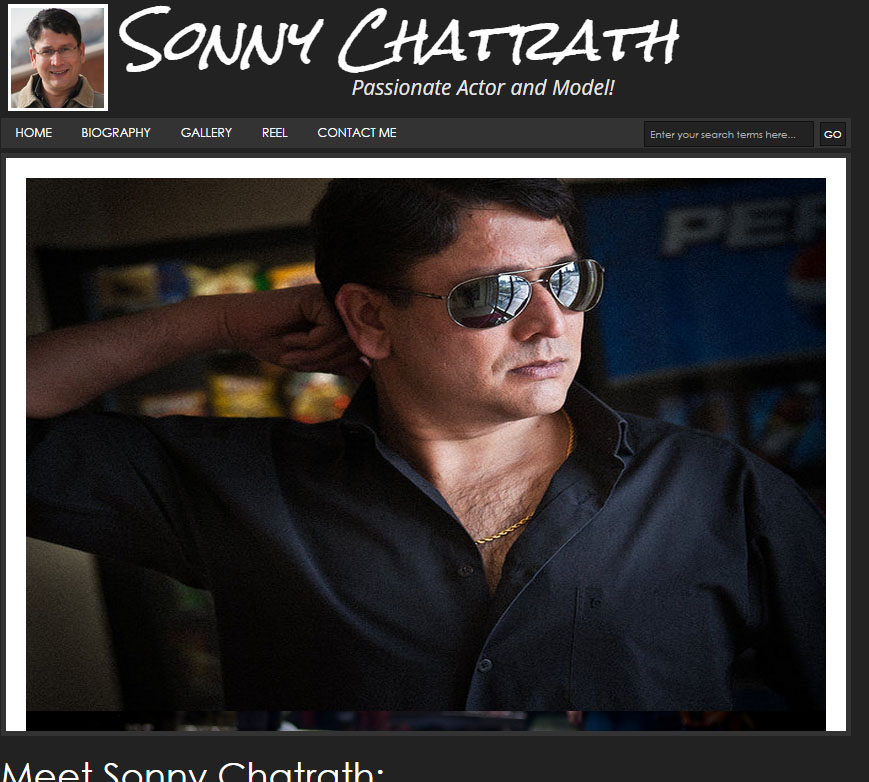 Sonny Chatrath
Passionate Actor and Model!
HOME BIOGRAPHY GALLERY REEL CONTACT ME Enter your search terms here... GO
Meet Sonny Chatrath: